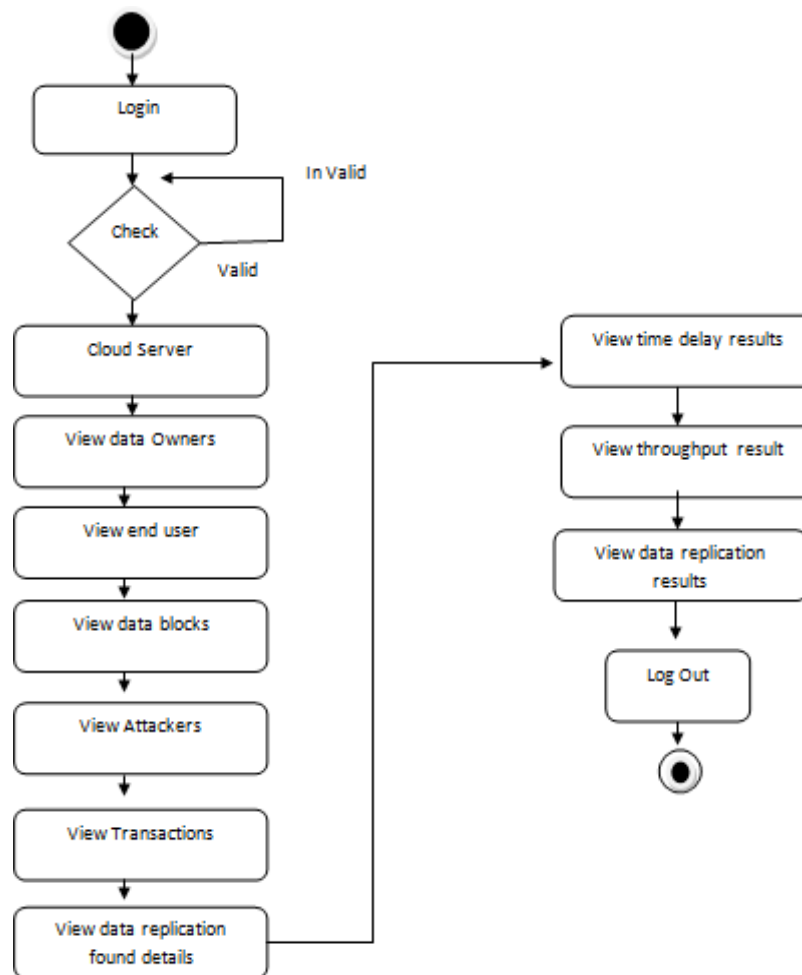 Login
In Valid
Check
Valid
Cloud Server
View data Owners
View end user
View data blocks
View Attackers
View Transactions
View data replication
found details
View time delay results
View throughput result
View data replication
results
Log Out